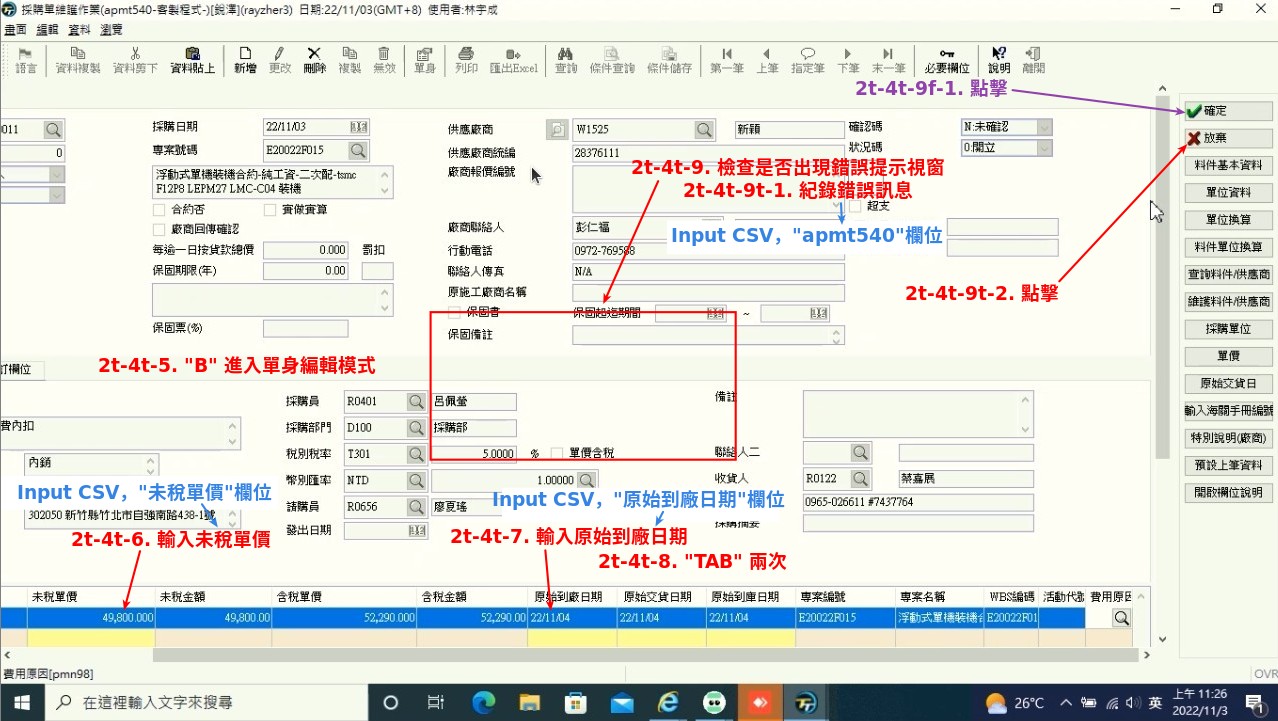 採購單維護作業(apmt540-客製程式-)[銳澤](rayzher3) 日期:22/11/03(GMT+8) 使用者:林宇成
畫面 編輯 資料 瀏覽
語言 資料複製 資料剪下 資料貼上 新增 更改 刪除 複製 無效 單身 列印 匯出Excel 查詢 條件查詢 條件儲存 第一筆 上筆 指定筆 下筆 末一筆 必要欄位 說明 離開
2t-4t-9f-1. 點擊
確定
011 採購日期 22/11/03 供應廠商 W1525 新穎 確認碼 N:未確認
放棄
0 專案號碼 E20022F015 供應廠商統編 28376111 狀況碼 0:開立
2t-4t-9. 檢查是否出現錯誤提示視窗
料件基本資料
浮動式單機裝機合約-純工資-二次配-tsmc
F12P8 LEPM27 LMC-C04 裝機
廠商報價編號
2t-4t-9t-1. 紀錄錯誤訊息
單位資料
合約否 實做實算 超支
單位換算
廠商回傳確認 廠商聯絡人 彭仁福
Input CSV，"apmt540"欄位
料件單位換算
每逾一日按貨款總價 0.000 罰扣 行動電話 0972-769588
保固期限(年) 0.00 聯絡人傳真 N/A
查詢料件/供應商
原施工廠商名稱
2t-4t-9t-2. 點擊
維護料件/供應商
保固書 保固起迄期間 ~
保固票(%) 保固備註
採購單位
單價
2t-4t-5. "B" 進入單身編輯模式
訂欄位
原始交貨日
採購員 R0401 呂佩螢 備註
輸入海關手冊編號
費內扣 採購部門 D100 採購部
特別說明(廠商)
內銷 稅別稅率 T301 5.0000 % 單價含稅 聯絡人二
預設上筆資料
幣別匯率 NTD 1.00000 收貨人 R0122 蔡嘉展
開啟欄位說明
Input CSV，"未稅單價"欄位
Input CSV，"原始到廠日期"欄位
302050 新竹縣竹北市自強南路438-1號 請購員 R0656 廖夏瑤 0965-026611 #7437764
發出日期 採購摘要
2t-4t-6. 輸入未稅單價
2t-4t-7. 輸入原始到廠日期
2t-4t-8. "TAB" 兩次
未稅單價 未稅金額 含稅單價 含稅金額 原始到廠日期 原始交貨日期 原始到庫日期 專案編號 專案名稱 WBS編碼 活動代號 費用原因
49,800.000 49,800.00 52,290.000 52,290.00 22/11/04 22/11/04 22/11/04 E20022F015 浮動式單機裝機合 E20022F01
費用原因[pmn98] OVR
在這裡輸入文字來搜尋 26°C 英 上午 11:26
2022/11/3 1